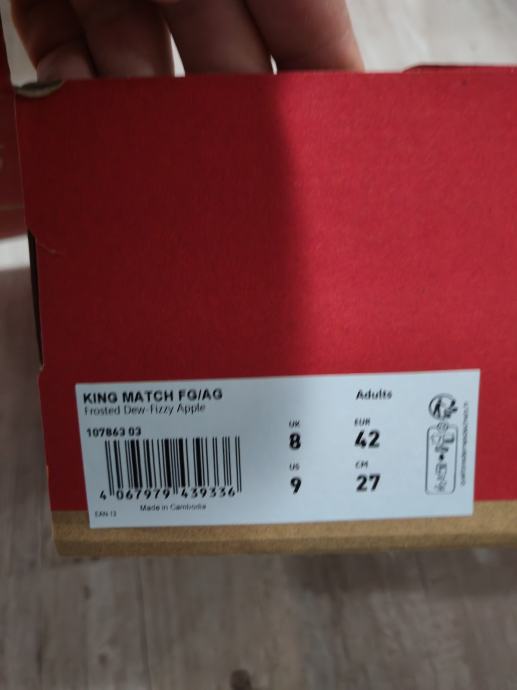 KING MATCH FG/AG
Adults
Frosted Dew-Fizzy Apple
107863 03
UK
8
EUR
42
US
9
CM
27
4 067979 439336
EAN 13
Made in Cambodia